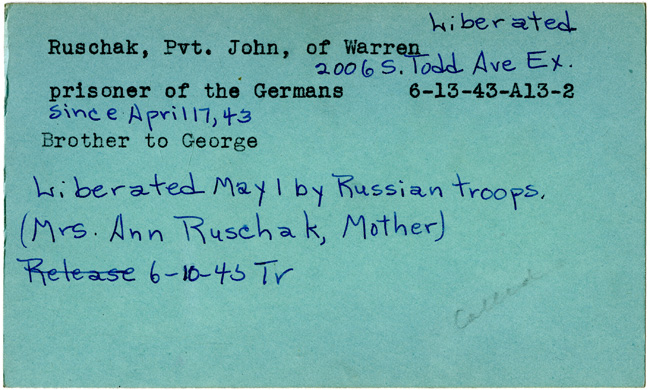 Liberated
Ruschak, Pvt. John, of Warren
2006 S. Todd Ave Ex.
prisoner of the Germans 6-13-43-A13-2
Since April 17, 43
Brother to George
Liberated May 1 by Russian troops.
(Mrs. Ann Ruschak, Mother)
Release 6-10-45 Tr
Called